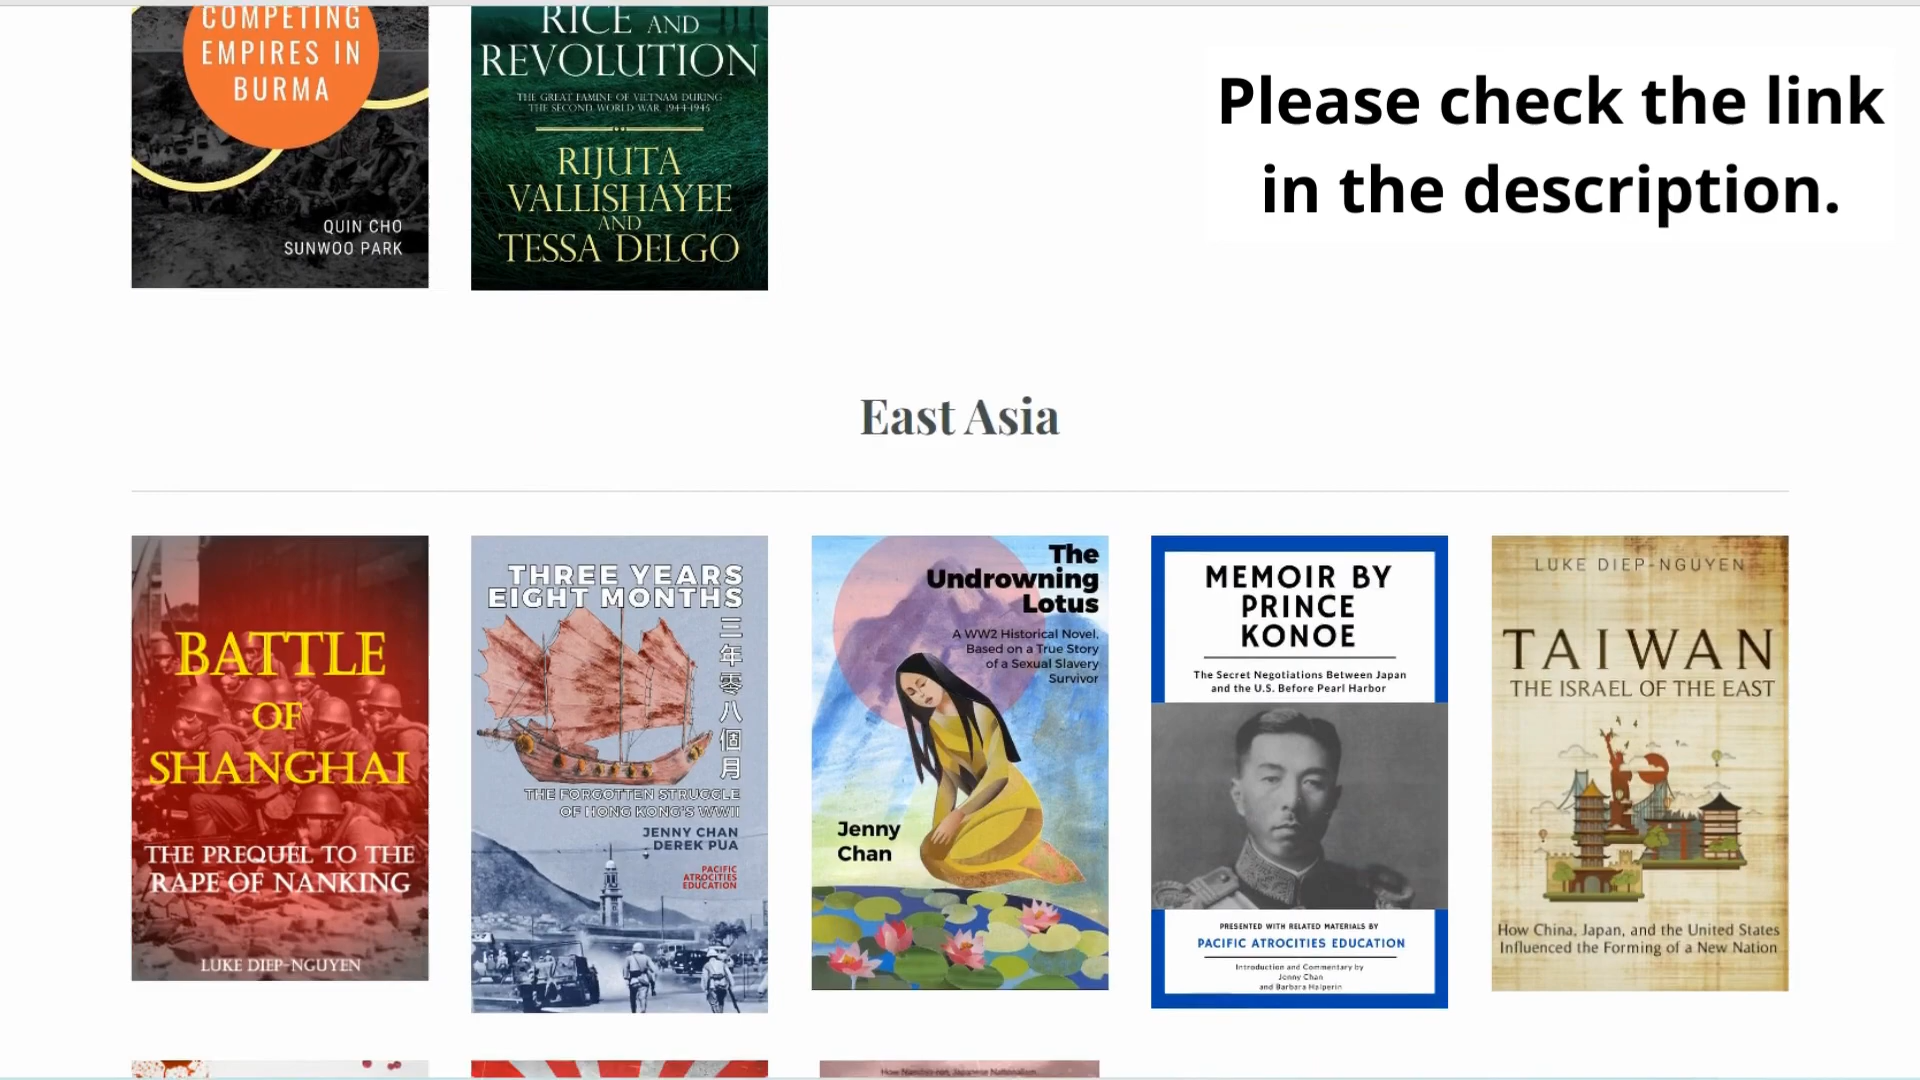 COMPETING
EMPIRES IN
BURMA
QUIN CHO
SUNWOO PARK
RICE AND
REVOLUTION
THE GREAT FAMINE OF VIETNAM DURING
THE SECOND WORLD WAR 1944-1945
RIJUTA
VALLISHAYEE
AND
TESSA DELGO
Please check the link
in the description.
East Asia
BATTLE
OF
SHANGHAI
THE PREQUEL TO THE
RAPE OF NANKING
LUKE DIEP-NGUYEN
THREE YEARS
EIGHT MONTHS
三年零八個月
THE FORGOTTEN STRUGGLE
OF HONG KONG'S WWII
JENNY CHAN
DEREK PUA
PACIFIC
ATROCITIES
EDUCATION
The
Undrowning
Lotus
A WW2 Historical Novel,
Based on a True Story
of a Sexual Slavery
Survivor
Jenny
Chan
MEMOIR BY
PRINCE
KONOE
The Secret Negotiations Between Japan
and the U.S. Before Pearl Harbor
PRESENTED WITH RELATED MATERIALS BY
PACIFIC ATROCITIES EDUCATION
Introduction and Commentary by
Jenny Chan
and Barbara Halperin
LUKE DIEP-NGUYEN
TAIWAN
THE ISRAEL OF THE EAST
How China, Japan, and the United States
Influenced the Forming of a New Nation
Japanese Nationalism,